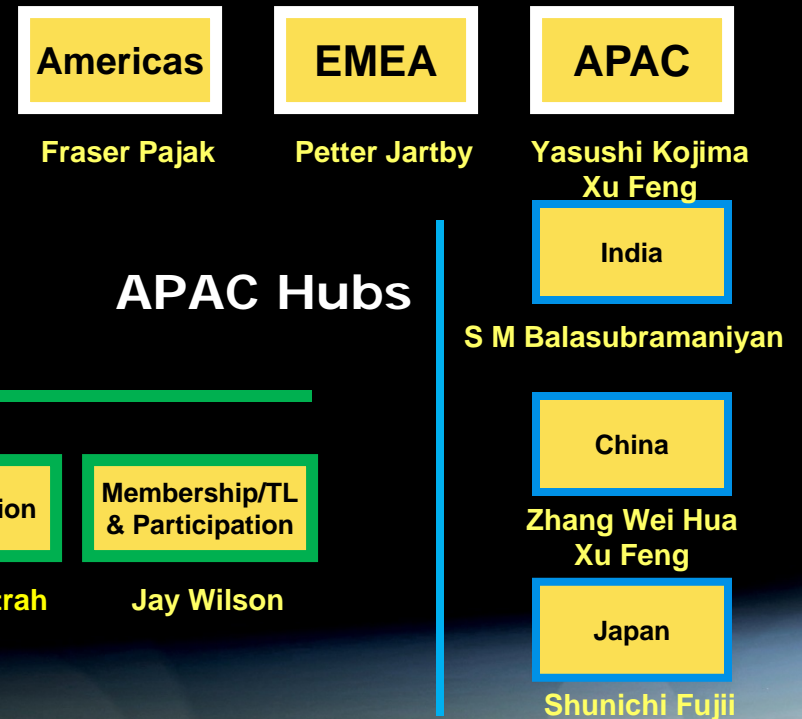 Americas
EMEA
APAC
Fraser Pajak
Petter Jartby
Yasushi Kojima
Xu Feng
India
APAC Hubs
S M Balasubramaniyan
China
Membership/TL
& Participation
Zhang Wei Hua
Xu Feng
Jay Wilson
Japan
Shunichi Fujii